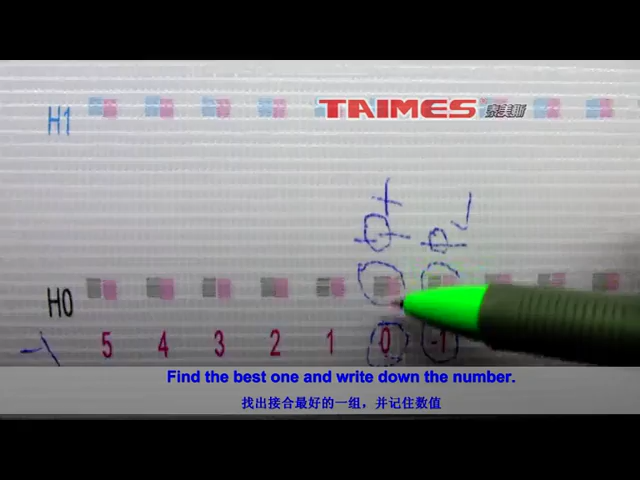 H1
TAIMES 泰美斯
H0
-1 5 4 3 2 1 0 -1
Find the best one and write down the number.
找出接合最好的一组，并记住数值